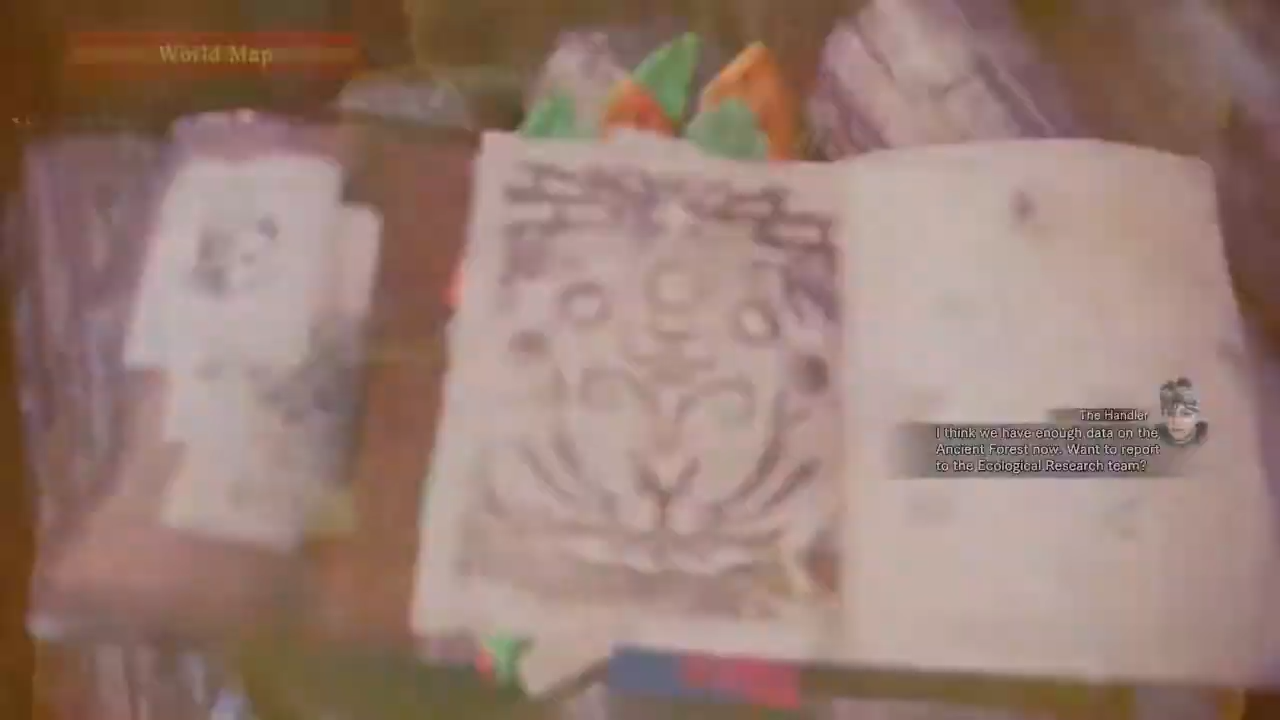 World Map
The Handler
I think we have enough data on the
Ancient Forest now. Want to report
to the Ecological Research team?